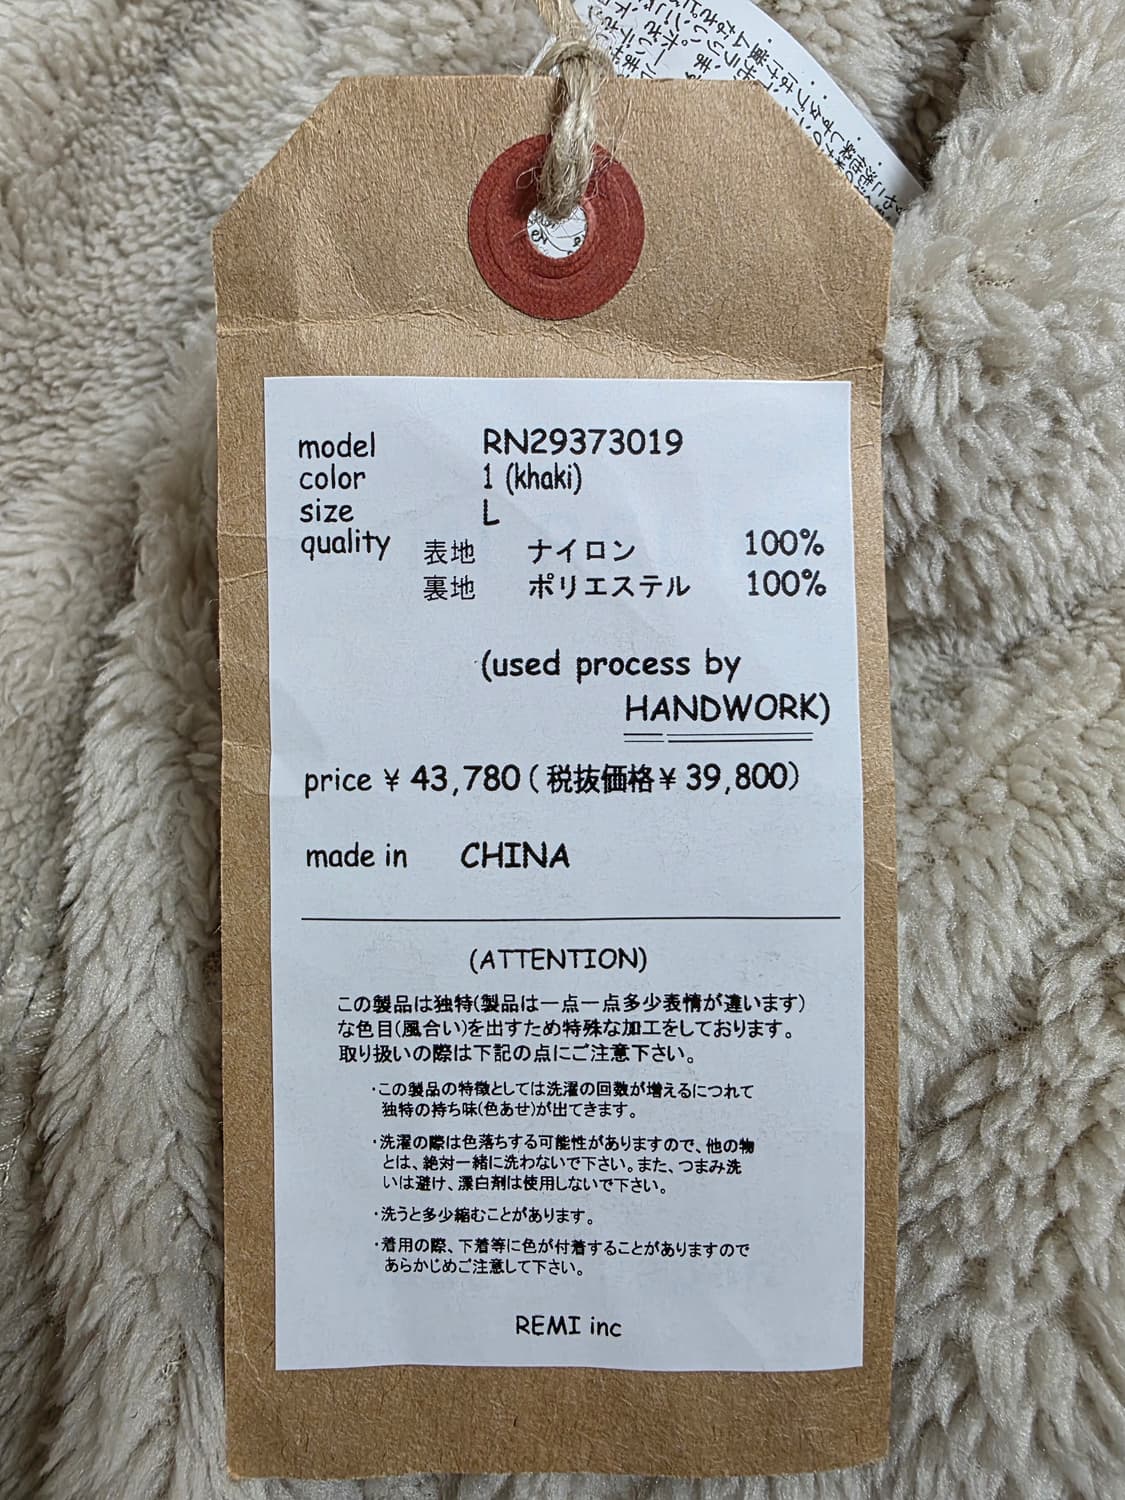 model RN29373019
color 1 (khaki)
size L
quality 表地 ナイロン 100%
裏地 ポリエステル 100%
(used process by
HANDWORK)
price ¥ 43,780 ( 税抜価格 ¥ 39,800)
made in CHINA
(ATTENTION)
この製品は独特(製品は一点一点多少表情が違います)
な色目(風合い)を出すため特殊な加工をしております。
取り扱いの際は下記の点にご注意下さい。
・この製品の特徴としては洗濯の回数が増えるにつれて
独特の持ち味(色あせ)が出てきます。
・洗濯の際は色落ちする可能性がありますので、他の物
とは、絶対一緒に洗わないで下さい。また、つまみ洗
いは避け、漂白剤は使用しないで下さい。
・洗うと多少縮むことがあります。
・着用の際、下着等に色が付着することがありますので
あらかじめご注意して下さい。
REMI inc